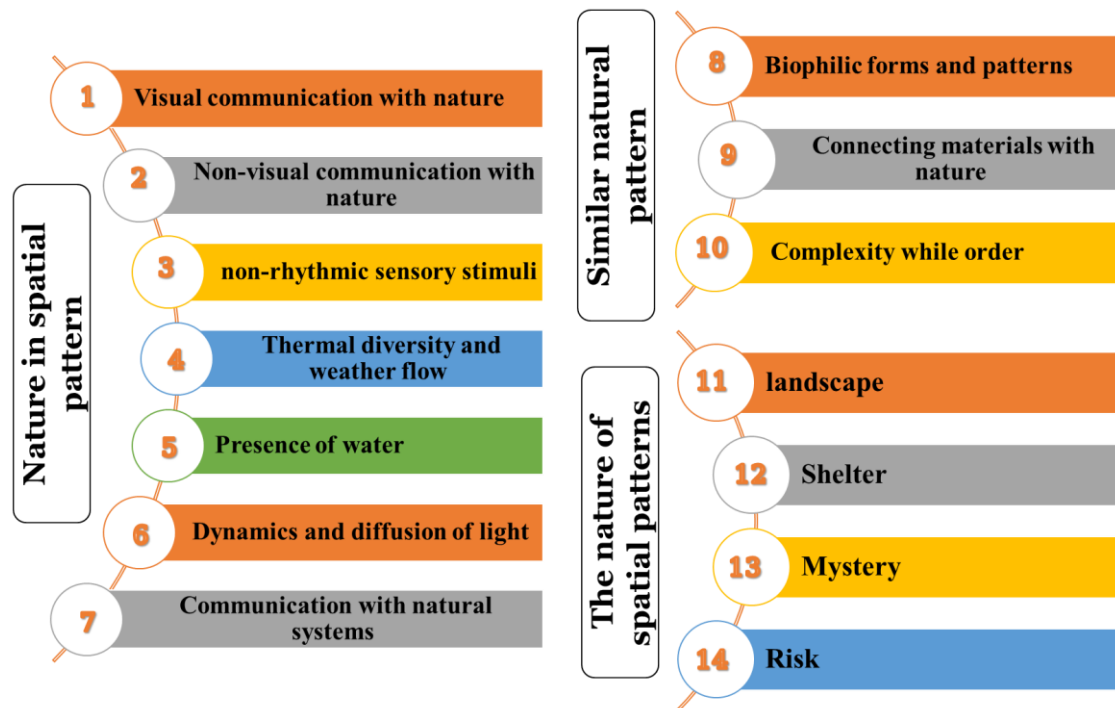 Nature in spatial
pattern
1
Visual communication with nature
2
Non-visual communication with
nature
3
non-rhythmic sensory stimuli
4
Thermal diversity and
weather flow
5
Presence of water
6
Dynamics and diffusion of light
7
Communication with natural
systems
Similar natural
pattern
8
Biophilic forms and patterns
9
Connecting materials with
nature
10
Complexity while order
The nature of
spatial patterns
11
landscape
12
Shelter
13
Mystery
14
Risk